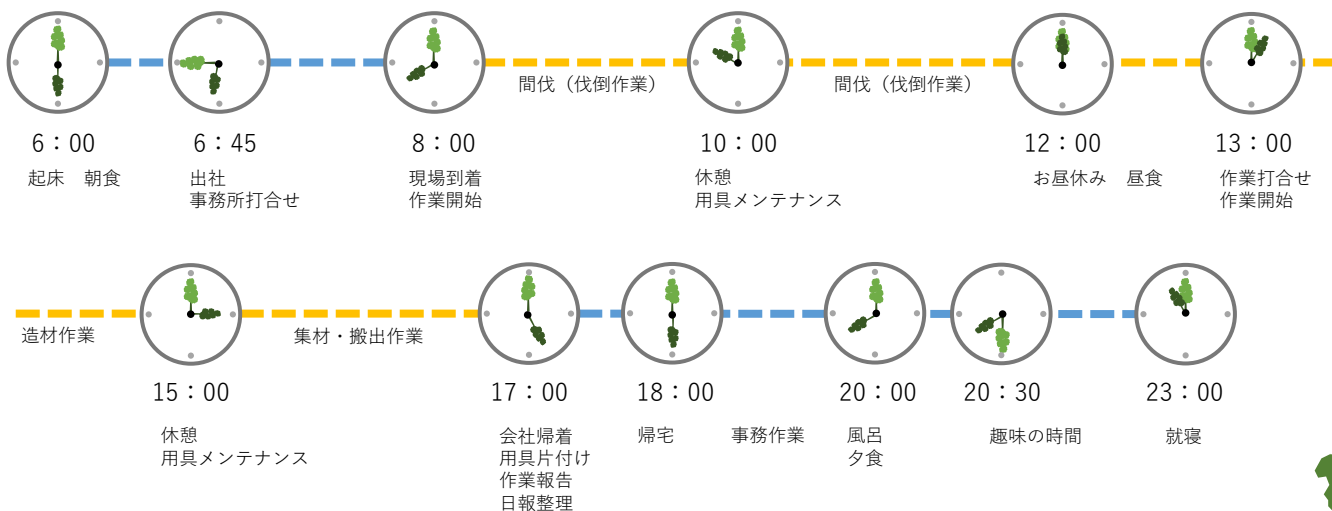 間伐（伐倒作業）
間伐（伐倒作業）
6：00
6：45
8：00
10：00
12：00
13：00
起床　朝食
出社
事務所打合せ
現場到着
作業開始
休憩
用具メンテナンス
お昼休み　昼食
作業打合せ
作業開始
造材作業
集材・搬出作業
15：00
17：00
18：00
20：00
20：30
23：00
休憩
用具メンテナンス
会社帰着
用具片付け
作業報告
日報整理
帰宅
事務作業
風呂
夕食
趣味の時間
就寝